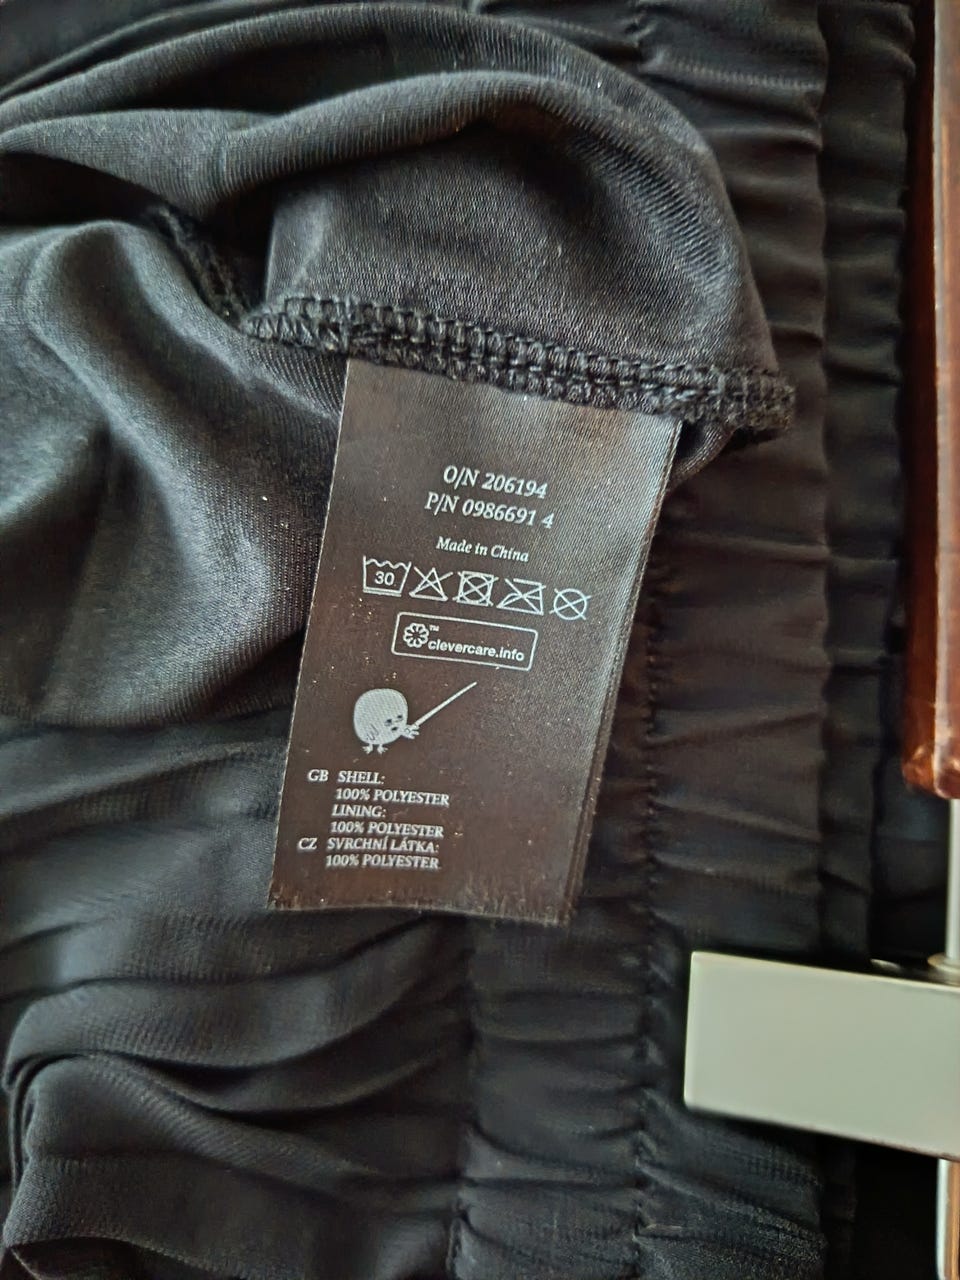 O/N 206194
P/N 0986691 4
Made in China
30
™
clevercare.info
GB SHELL:
100% POLYESTER
LINING:
100% POLYESTER
CZ SVRCHNÍ LÁTKA:
100% POLYESTER